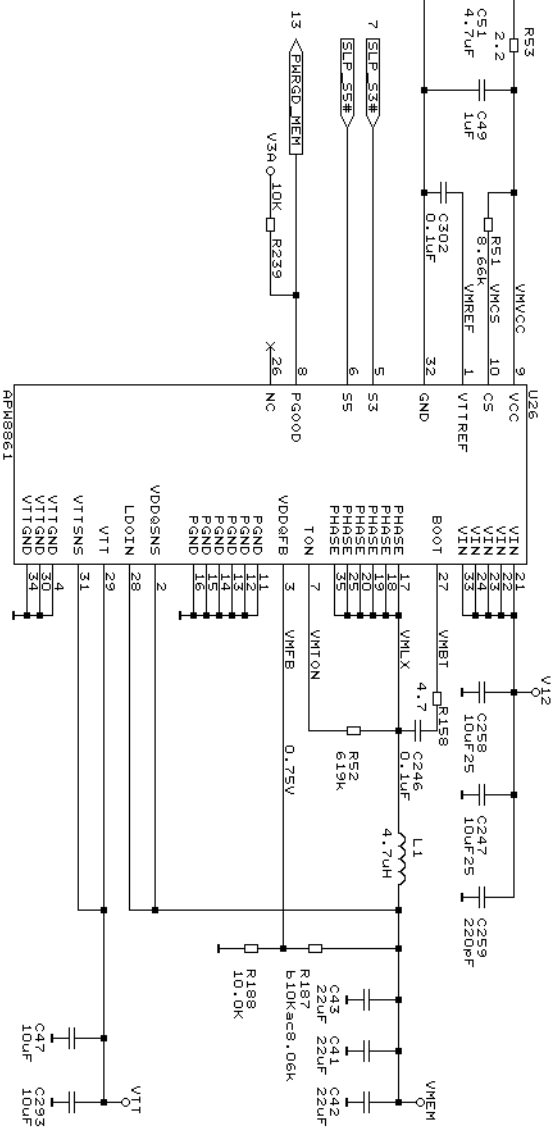 R53
2.2
C51
4.7uF
C49
1uF
R51
8.66k
C302
0.1uF
VMVCC
VMCS
VMREF
9
10
1
32
7
SLP_S3#
SLP_S5#
5
6
13
PWRGD_MEM
V3A
10K
R239
8
26
U26
VCC
CS
VTTREF
GND
S3
S5
PGOOD
NC
APW8861
VIN
VIN
VIN
VIN
VIN
BOOT
PHASE
PHASE
PHASE
PHASE
PHASE
PHASE
TON
VDDQFB
PGND
PGND
PGND
PGND
PGND
PGND
VDDQSNS
LDOIN
VTT
VTTSNS
VTTGND
VTTGND
VTTGND
21
22
23
24
33
27
17
18
19
20
25
35
7
3
11
12
13
14
15
16
2
28
29
31
4
30
34
V12
C258
10uF25
C247
10uF25
C259
220pF
VMBT
R158
4.7
C246
0.1uF
VMLX
VMTON
R52
619k
L1
4.7uH
VMFB
0.75V
R187
b10Kac8.06k
R188
10.0K
C43
22uF
C41
22uF
C42
22uF
VMEM
C47
10uF
C293
10uF
VTT